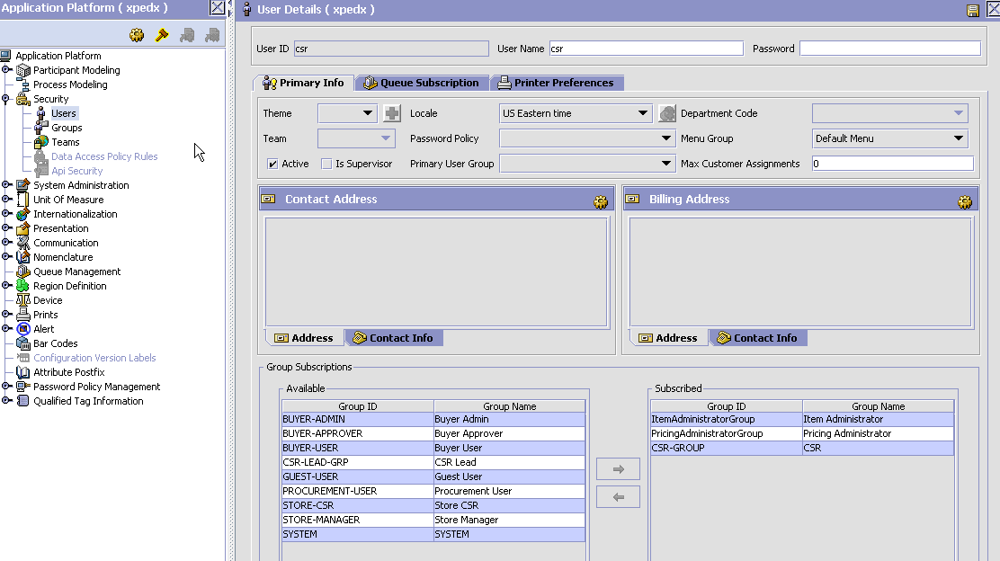 Application Platform ( xpedx )
Application Platform
Participant Modeling
Process Modeling
Security
Users
Groups
Teams
Data Access Policy Rules
Api Security
System Administration
Unit Of Measure
Internationalization
Presentation
Communication
Nomenclature
Queue Management
Region Definition
Device
Prints
Alert
Bar Codes
Configuration Version Labels
Attribute Postfix
Password Policy Management
Qualified Tag Information
User Details ( xpedx )
User ID csr User Name csr Password
Primary Info Queue Subscription Printer Preferences
Theme Locale US Eastern time Department Code
Team Password Policy Menu Group Default Menu
Active Is Supervisor Primary User Group Max Customer Assignments 0
Contact Address
Address Contact Info
Billing Address
Address Contact Info
Group Subscriptions
Available
Group ID Group Name
BUYER-ADMIN Buyer Admin
BUYER-APPROVER Buyer Approver
BUYER-USER Buyer User
CSR-LEAD-GRP CSR Lead
GUEST-USER Guest User
PROCUREMENT-USER Procurement User
STORE-CSR Store CSR
STORE-MANAGER Store Manager
SYSTEM SYSTEM
Subscribed
Group ID Group Name
ItemAdministratorGroup Item Administrator
PricingAdministratorGroup Pricing Administrator
CSR-GROUP CSR